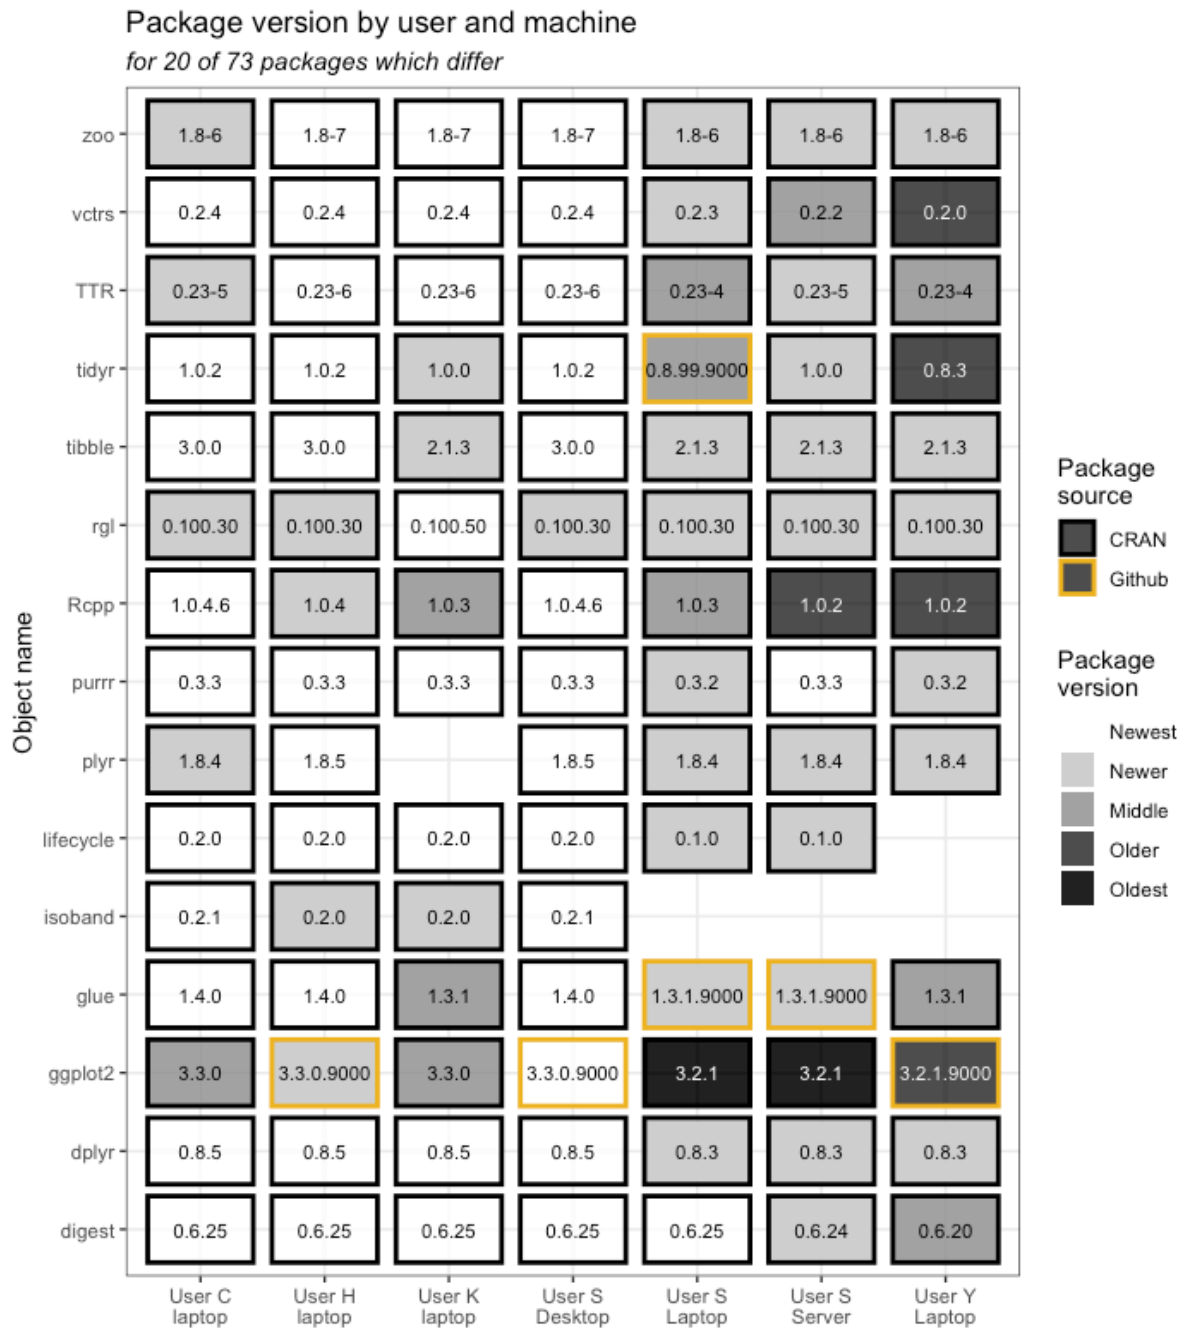 Package version by user and machine
for 20 of 73 packages which differ
Object name
zoo 1.8-6 1.8-7 1.8-7 1.8-7 1.8-6 1.8-6 1.8-6
vctrs 0.2.4 0.2.4 0.2.4 0.2.4 0.2.3 0.2.2 0.2.0
TTR 0.23-5 0.23-6 0.23-6 0.23-6 0.23-4 0.23-5 0.23-4
tidyr 1.0.2 1.0.2 1.0.0 1.0.2 0.8.99.9000 1.0.0 0.8.3
tibble 3.0.0 3.0.0 2.1.3 3.0.0 2.1.3 2.1.3 2.1.3
rgl 0.100.30 0.100.30 0.100.50 0.100.30 0.100.30 0.100.30 0.100.30
Rcpp 1.0.4.6 1.0.4 1.0.3 1.0.4.6 1.0.3 1.0.2 1.0.2
purrr 0.3.3 0.3.3 0.3.3 0.3.3 0.3.2 0.3.3 0.3.2
plyr 1.8.4 1.8.5 1.8.5 1.8.4 1.8.4 1.8.4
lifecycle 0.2.0 0.2.0 0.2.0 0.2.0 0.1.0 0.1.0
isoband 0.2.1 0.2.0 0.2.0 0.2.1
glue 1.4.0 1.4.0 1.3.1 1.4.0 1.3.1.9000 1.3.1.9000 1.3.1
ggplot2 3.3.0 3.3.0.9000 3.3.0 3.3.0.9000 3.2.1 3.2.1 3.2.1.9000
dplyr 0.8.5 0.8.5 0.8.5 0.8.5 0.8.3 0.8.3 0.8.3
digest 0.6.25 0.6.25 0.6.25 0.6.25 0.6.25 0.6.24 0.6.20
User C User H User K User S User S User S User Y
laptop laptop laptop Desktop Laptop Server Laptop
Package
source
CRAN
Github
Package
version
Newest
Newer
Middle
Older
Oldest